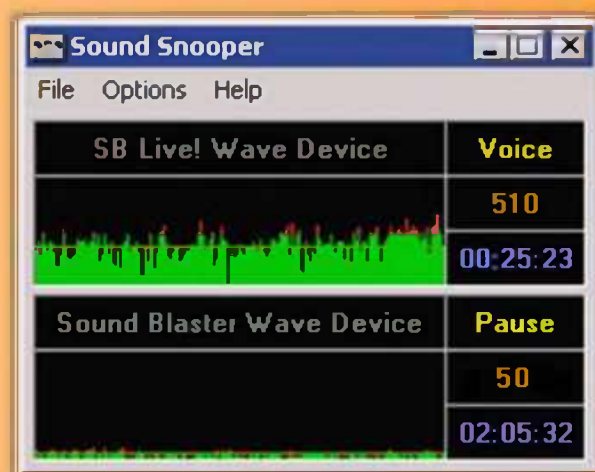 Sound Snooper
File Options Help
SB Live! Wave Device Voice
510
00:25:23
Sound Blaster Wave Device Pause
50
02:05:32